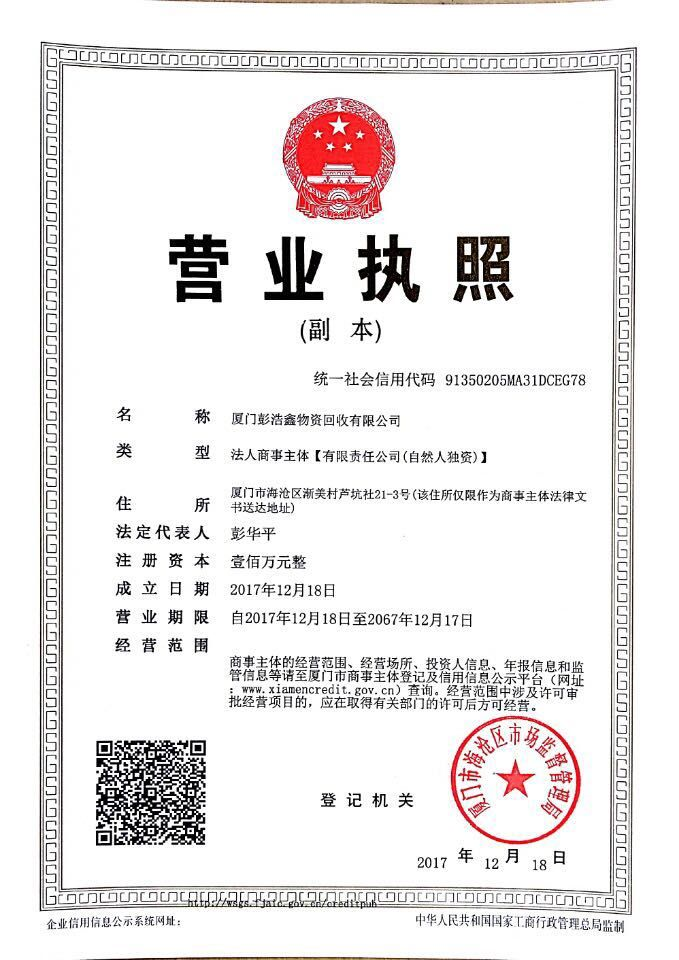 营业执照
(副 本)
统一社会信用代码 91350205MA31DCEG78
名 称 厦门彭浩鑫物资回收有限公司
类 型 法人商事主体【有限责任公司(自然人独资)】
住 所 厦门市海沧区渐美村芦坑社21-3号(该住所仅限作为商事主体法律文
书送达地址)
法定代表人 彭华平
注册资本 壹佰万元整
成立日期 2017年12月18日
营业期限 自2017年12月18日至2067年12月17日
经营范围
商事主体的经营范围、经营场所、投资人信息、年报信息和监
管信息等请至厦门市商事主体登记及信用信息公示平台（网址
：www.xiamencredit.gov.cn）查询。经营范围中涉及许可审
批经营项目的，应在取得有关部门的许可后方可经营。
厦门市海沧区市场监督管理局
登记机关
2017 年 12 月 18 日
http://wsgs.fjaic.gov.cn/creditpub
企业信用信息公示系统网址：
中华人民共和国国家工商行政管理总局监制